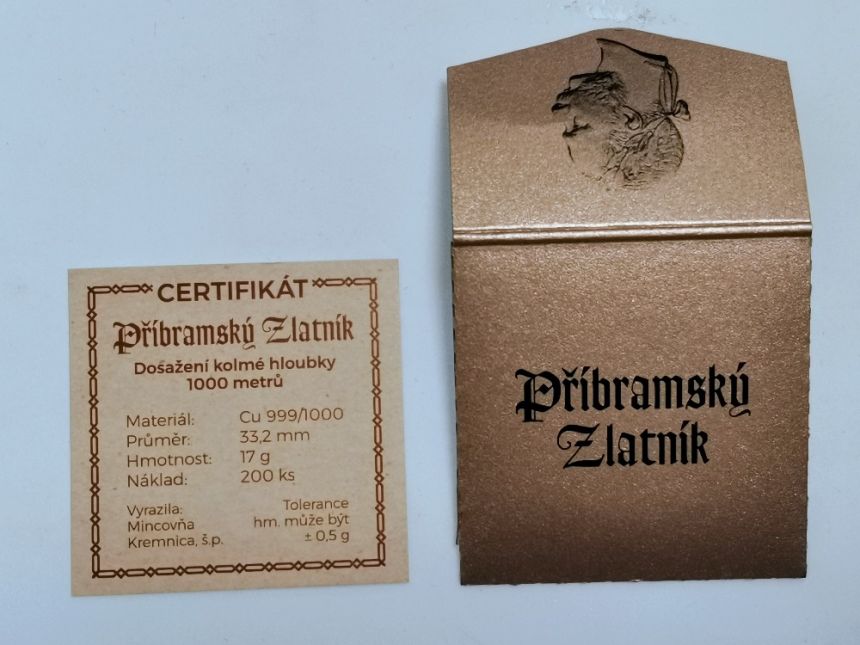 CERTIFIKÁT
Příbramský Zlatník
Dosažení kolmé hloubky
1000 metrů
Materiál: Cu 999/1000
Průměr: 33,2 mm
Hmotnost: 17 g
Náklad: 200 ks
Vyrazila:
Mincovňa
Kremnica, š.p.
Tolerance
hm. může být
± 0,5 g
Příbramský
Zlatník